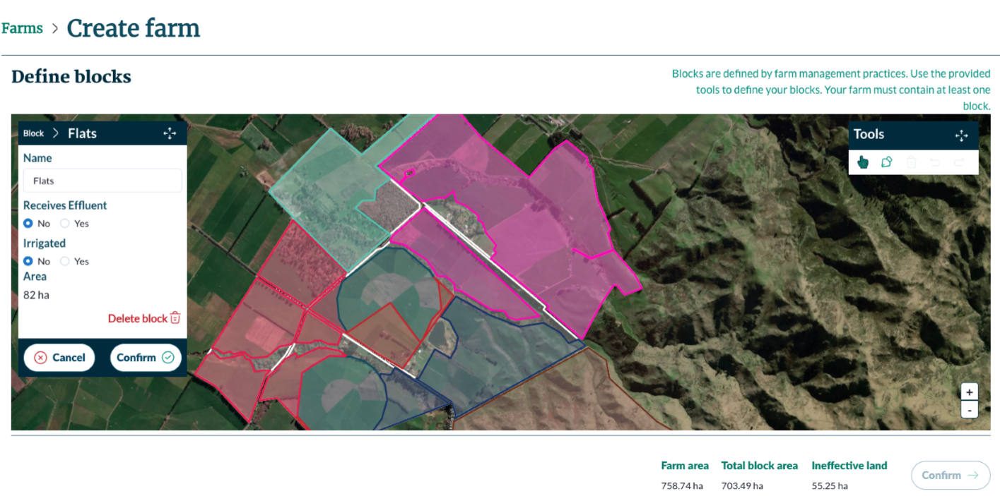 Farms > Create farm
Define blocks
Blocks are defined by farm management practices. Use the provided
tools to define your blocks. Your farm must contain at least one
block.
Block > Flats
Name
Flats
Receives Effluent
No Yes
Irrigated
No Yes
Area
82 ha
Delete block
Cancel Confirm
Tools
+
-
Farm area Total block area Ineffective land
758.74 ha 703.49 ha 55.25 ha
Confirm →